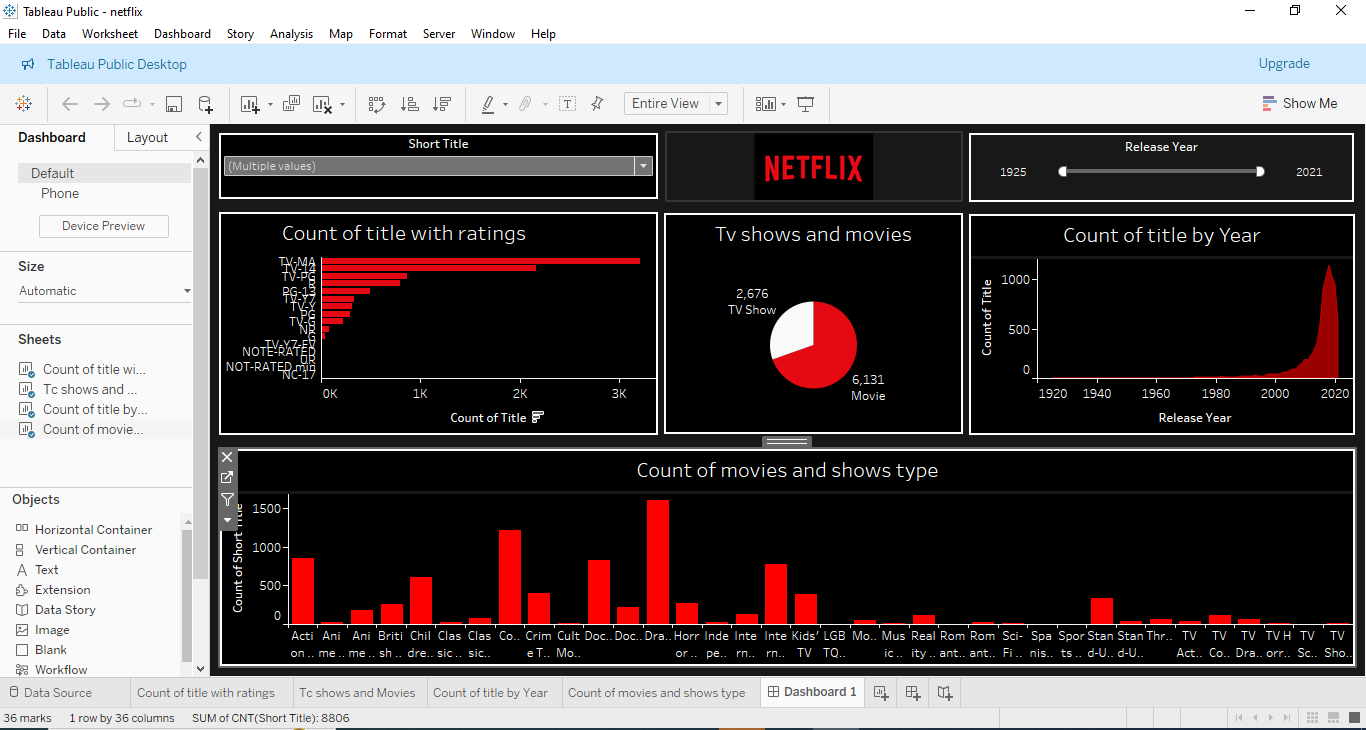 Tableau Public - netflix
File Data Worksheet Dashboard Story Analysis Map Format Server Window Help
Tableau Public Desktop
Upgrade
Entire View
Show Me
Dashboard
Layout
Default
Phone
Device Preview
Size
Automatic
Sheets
Count of title wi...
Tc shows and ...
Count of title by...
Count of movie...
Objects
Horizontal Container
Vertical Container
Text
Extension
Data Story
Image
Blank
Workflow
Short Title
(Multiple values)
NETFLIX
Release Year
1925
2021
Count of title with ratings
TV-MA
TV-14
TV-PG
R
PG-13
TV-Y7
TV-Y
PG
TV-G
NR
G
TV-Y7-FV
NOTE-RATED
UR
NOT-RATED min
NC-17
0K 1K 2K 3K
Count of Title
Tv shows and movies
2,676
TV Show
6,131
Movie
Count of title by Year
Count of Title
1000
500
0
1920 1940 1960 1980 2000 2020
Release Year
Count of movies and shows type
Count of Short Title
1500
1000
500
0
Acti Ani Ani Briti Chil Clas Clas Co.. Crim Cult Doc.. Doc.. Dra.. Horr Inde Inte Inte Kids' LGB Mo.. Mus Real Rom Rom Sci- Spa Spor Stan Stan Thr.. TV TV TV TV H TV TV
on .. me .. me .. sh .. dre.. sic .. sic.. e T.. Mo.. or .. pe.. rn.. rn.. TV TQ.. ic .. ity .. ant.. ant.. Fi .. nis.. ts .. d-U.. d-U.. Act.. Co.. Dra.. orr.. Sc.. Sho..
Data Source
Count of title with ratings
Tc shows and Movies
Count of title by Year
Count of movies and shows type
Dashboard 1
36 marks 1 row by 36 columns SUM of CNT(Short Title): 8806